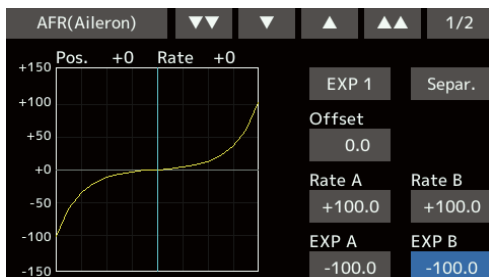 AFR(Aileron) ▼▼ ▼ ▲ ▲▲ 1/2
Pos. +0 Rate +0
+150
+100
+50
+0
-50
-100
-150
EXP 1 Separ.
Offset
0.0
Rate A Rate B
+100.0 +100.0
EXP A EXP B
-100.0 -100.0